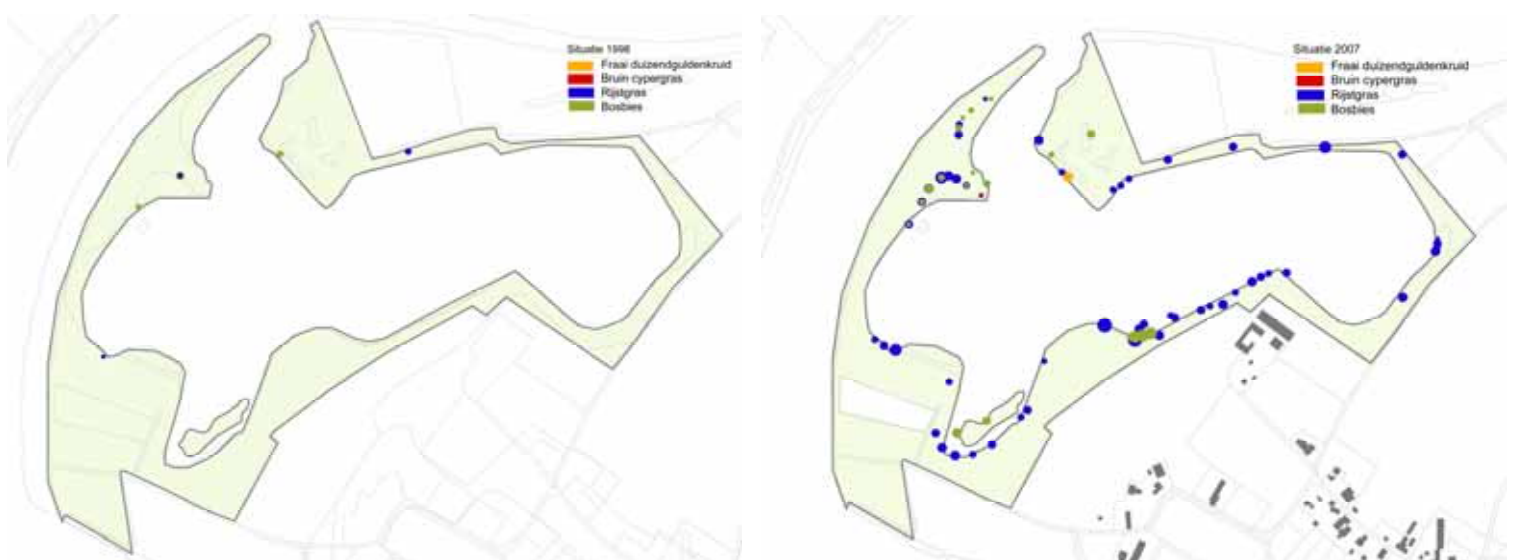 Situatie 1998
Fraai duizendguldenkruid
Bruin cypergras
Rijstgras
Bosbies
Situatie 2007
Fraai duizendguldenkruid
Bruin cypergras
Rijstgras
Bosbies